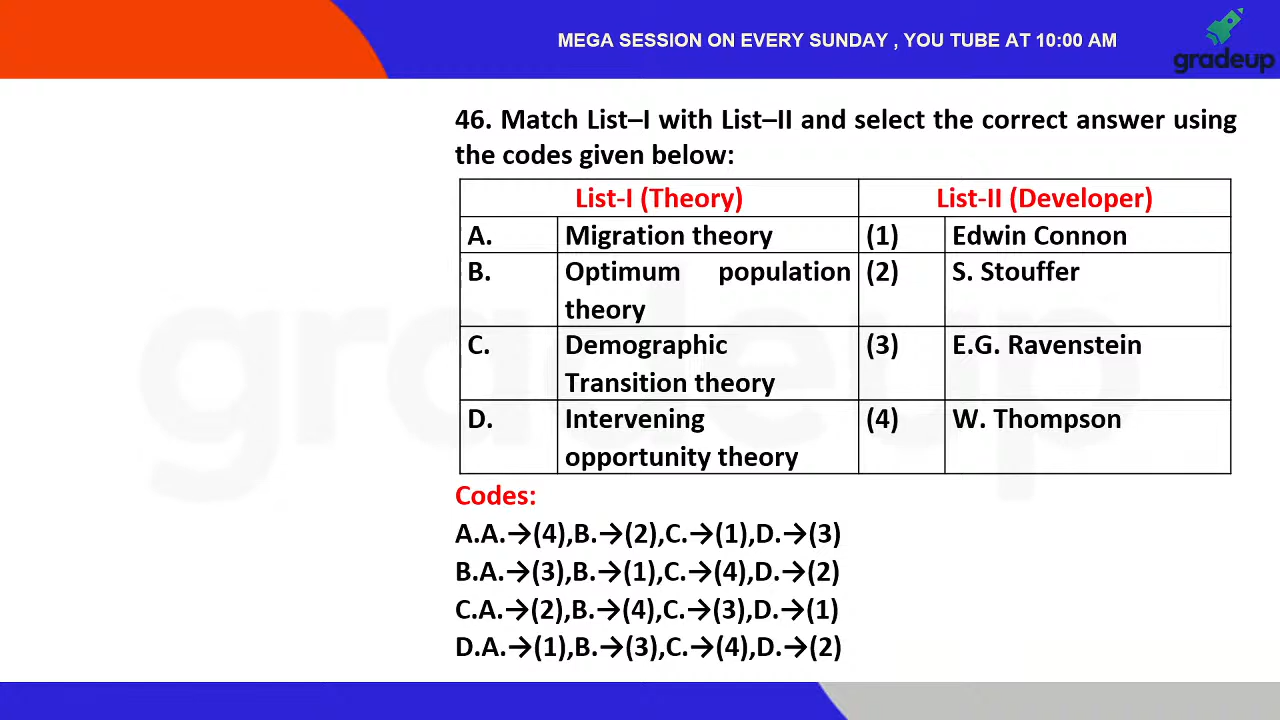 MEGA SESSION ON EVERY SUNDAY , YOU TUBE AT 10:00 AM
gradeup
46. Match List–I with List–II and select the correct answer using
the codes given below:
List-I (Theory) List-II (Developer)
A. Migration theory (1) Edwin Connon
B. Optimum population (2) S. Stouffer
theory
C. Demographic (3) E.G. Ravenstein
Transition theory
D. Intervening (4) W. Thompson
opportunity theory
gradeup
Codes:
A.A.→(4),B.→(2),C.→(1),D.→(3)
B.A.→(3),B.→(1),C.→(4),D.→(2)
C.A.→(2),B.→(4),C.→(3),D.→(1)
D.A.→(1),B.→(3),C.→(4),D.→(2)